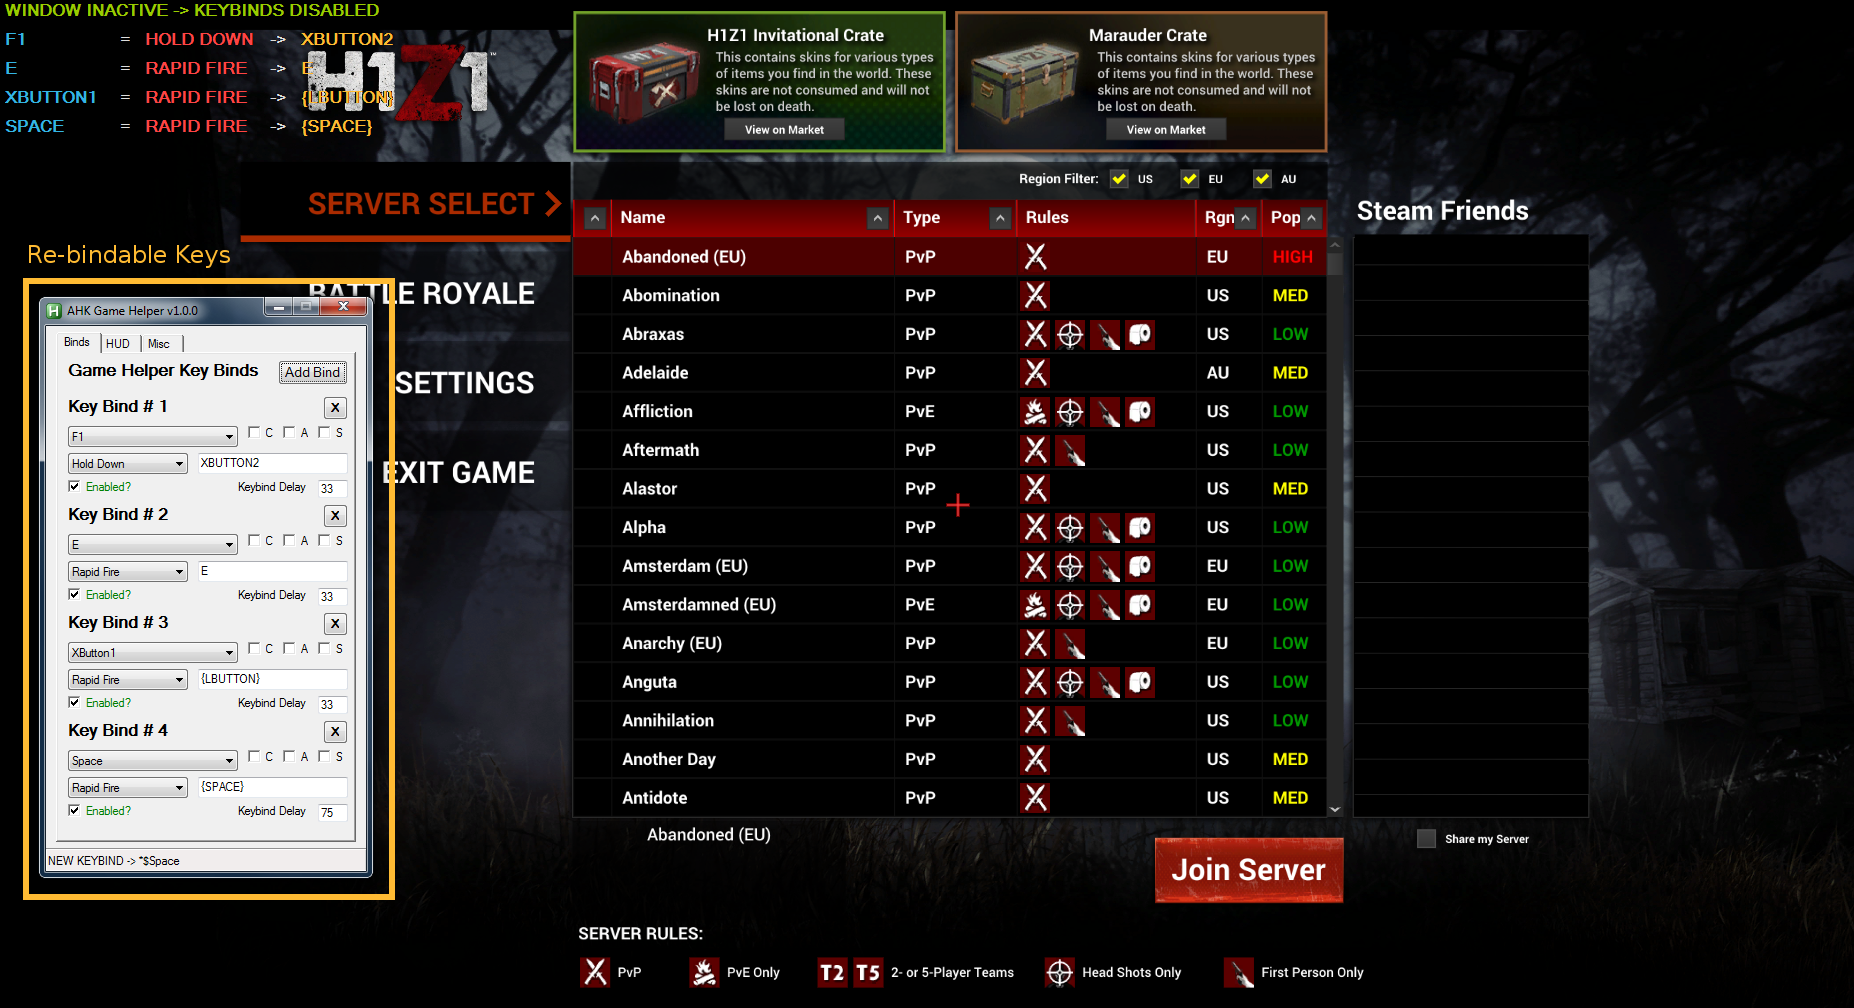 WINDOW INACTIVE -> KEYBINDS DISABLED
F1 = HOLD DOWN -> XBUTTON2
E = RAPID FIRE -> E
XBUTTON1 = RAPID FIRE -> {LBUTTON}
SPACE = RAPID FIRE -> {SPACE}
H1Z1
H1Z1 Invitational Crate
This contains skins for various types
of items you find in the world. These
skins are not consumed and will not
be lost on death.
View on Market
Marauder Crate
This contains skins for various types
of items you find in the world. These
skins are not consumed and will not
be lost on death.
View on Market
SERVER SELECT
BATTLE ROYALE
SETTINGS
EXIT GAME
Re-bindable Keys
AHK Game Helper v1.0.0
Binds HUD Misc
Game Helper Key Binds Add Bind
Key Bind # 1 X
F1 C A S
Hold Down XBUTTON2
Enabled? Keybind Delay 33
Key Bind # 2 X
E C A S
Rapid Fire E
Enabled? Keybind Delay 33
Key Bind # 3 X
XButton1 C A S
Rapid Fire {LBUTTON}
Enabled? Keybind Delay 33
Key Bind # 4 X
Space C A S
Rapid Fire {SPACE}
Enabled? Keybind Delay 75
NEW KEYBIND -> *$Space
Region Filter: US EU AU
Name Type Rules Rgn Pop
Abandoned (EU) PvP EU HIGH
Abomination PvP US MED
Abraxas PvP US LOW
Adelaide PvP AU MED
Affliction PvE US LOW
Aftermath PvP US LOW
Alastor PvP US MED
Alpha PvP US LOW
Amsterdam (EU) PvP EU LOW
Amsterdamned (EU) PvE EU LOW
Anarchy (EU) PvP EU LOW
Anguta PvP US LOW
Annihilation PvP US LOW
Another Day PvP US MED
Antidote PvP US MED
Abandoned (EU)
Join Server
Steam Friends
Share my Server
SERVER RULES:
PvP PvE Only T2 T5 2- or 5-Player Teams Head Shots Only First Person Only